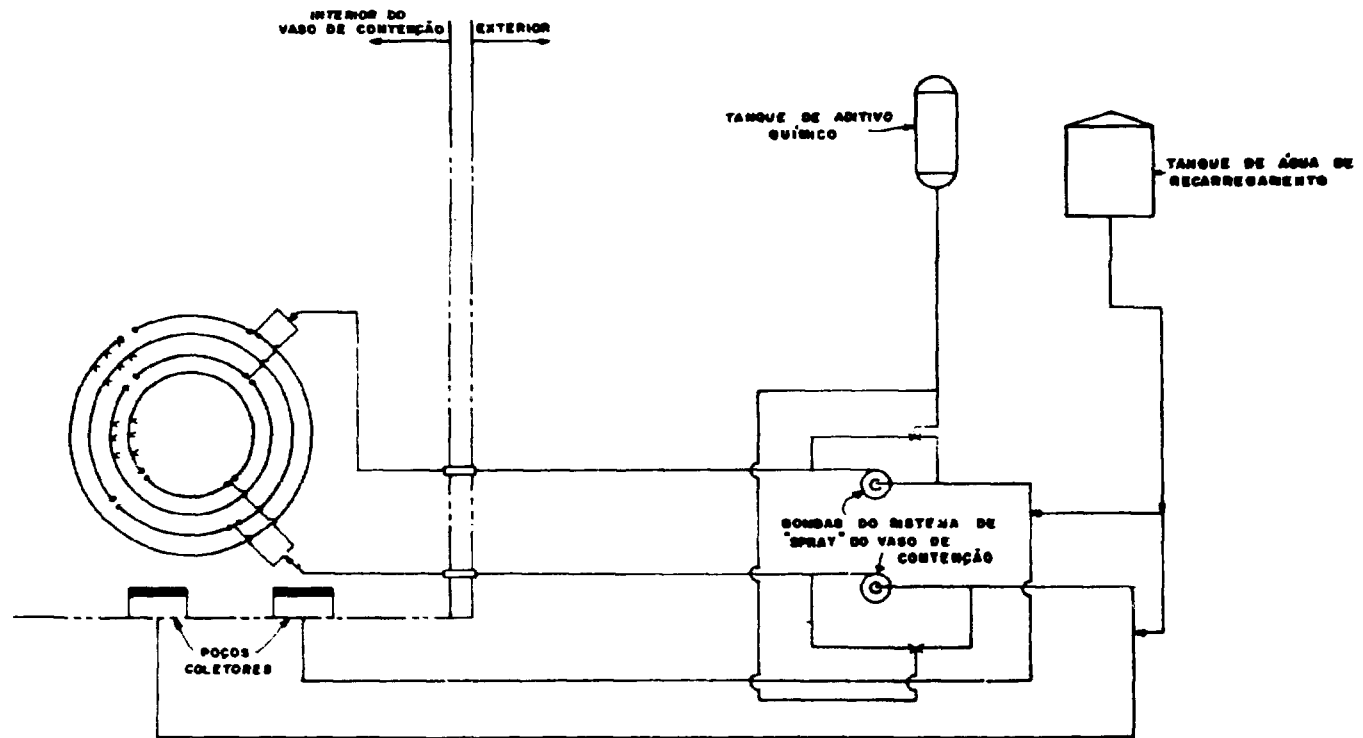 INTERIOR DO
VASO DE CONTENÇÃO
EXTERIOR
TANQUE DE ADITIVO
QUÍMICO
TANQUE DE ÁGUA DE
RECARREGAMENTO
BOMBAS DO SISTEMA DE
"SPRAY" DO VASO DE
CONTENÇÃO
POÇOS
COLETORES